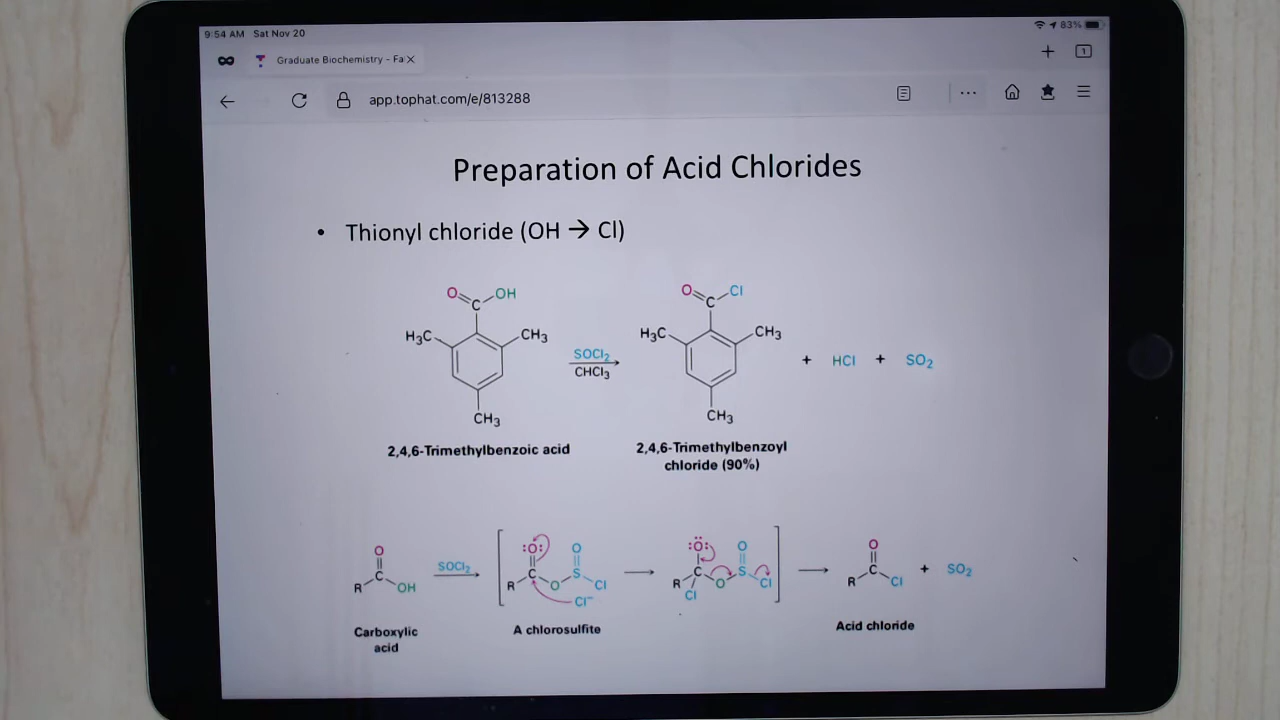 9:54 AM Sat Nov 20
83%
Graduate Biochemistry - Fa X
1
app.tophat.com/e/813288
Preparation of Acid Chlorides
• Thionyl chloride (OH → Cl)
O C OH
H₃C CH₃
CH₃
SOCl₂
CHCl₃
O C Cl
H₃C CH₃
CH₃
+ HCl + SO₂
2,4,6-Trimethylbenzoic acid
2,4,6-Trimethylbenzoyl
chloride (90%)
O
R C OH
SOCl₂
:O: O
R C O S Cl
Cl⁻
:Ö: O
R C O S Cl
Cl
O
R C Cl
+ SO₂
Carboxylic
acid
A chlorosulfite
Acid chloride